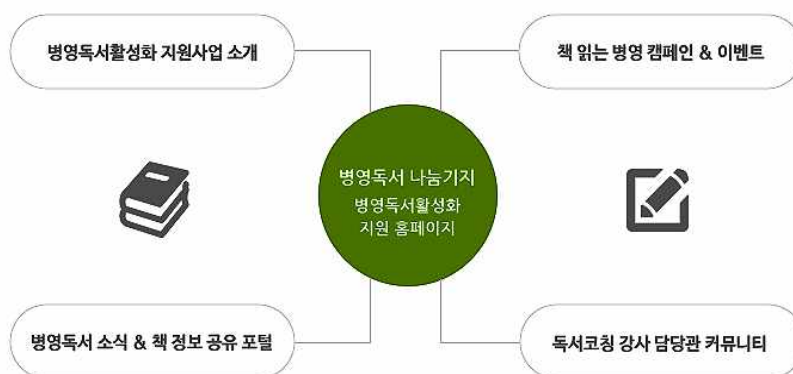 병영독서활성화 지원사업 소개
책 읽는 병영 캠페인 & 이벤트
병영독서 나눔기지
병영독서활성화
지원 홈페이지
병영독서 소식 & 책 정보 공유 포털
독서코칭 강사 담당관 커뮤니티